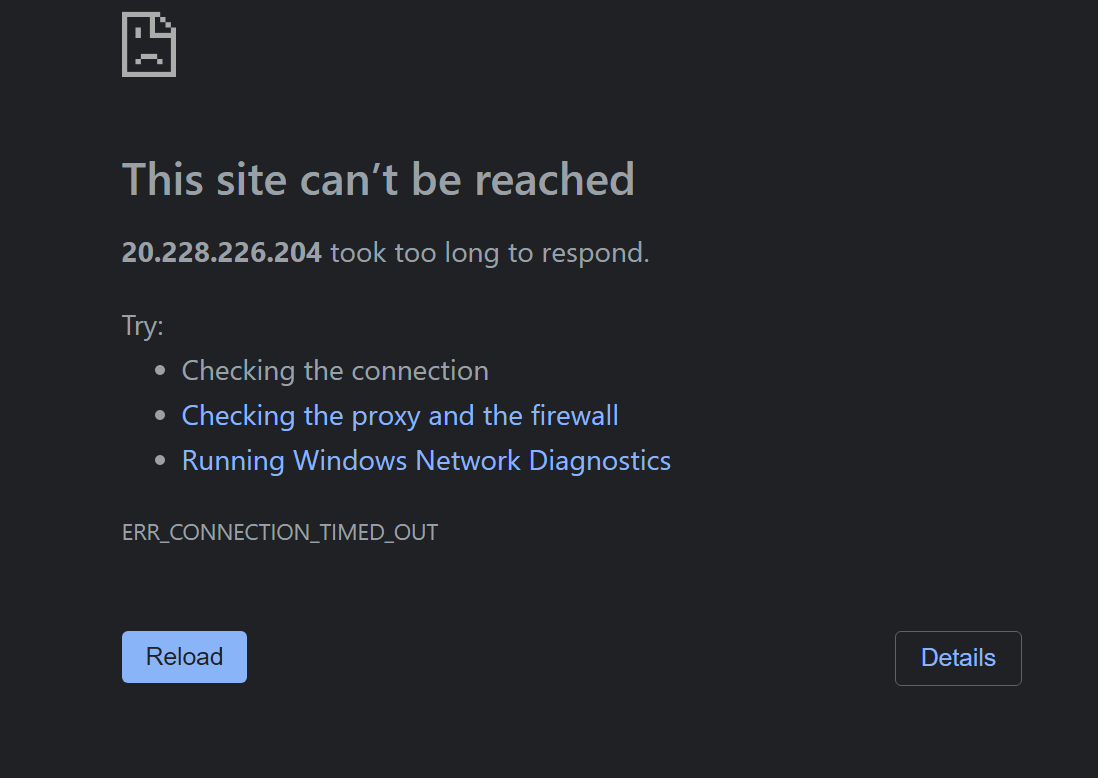 This site can’t be reached
20.228.226.204 took too long to respond.
Try:
Checking the connection
Checking the proxy and the firewall
Running Windows Network Diagnostics
ERR_CONNECTION_TIMED_OUT
Reload
Details